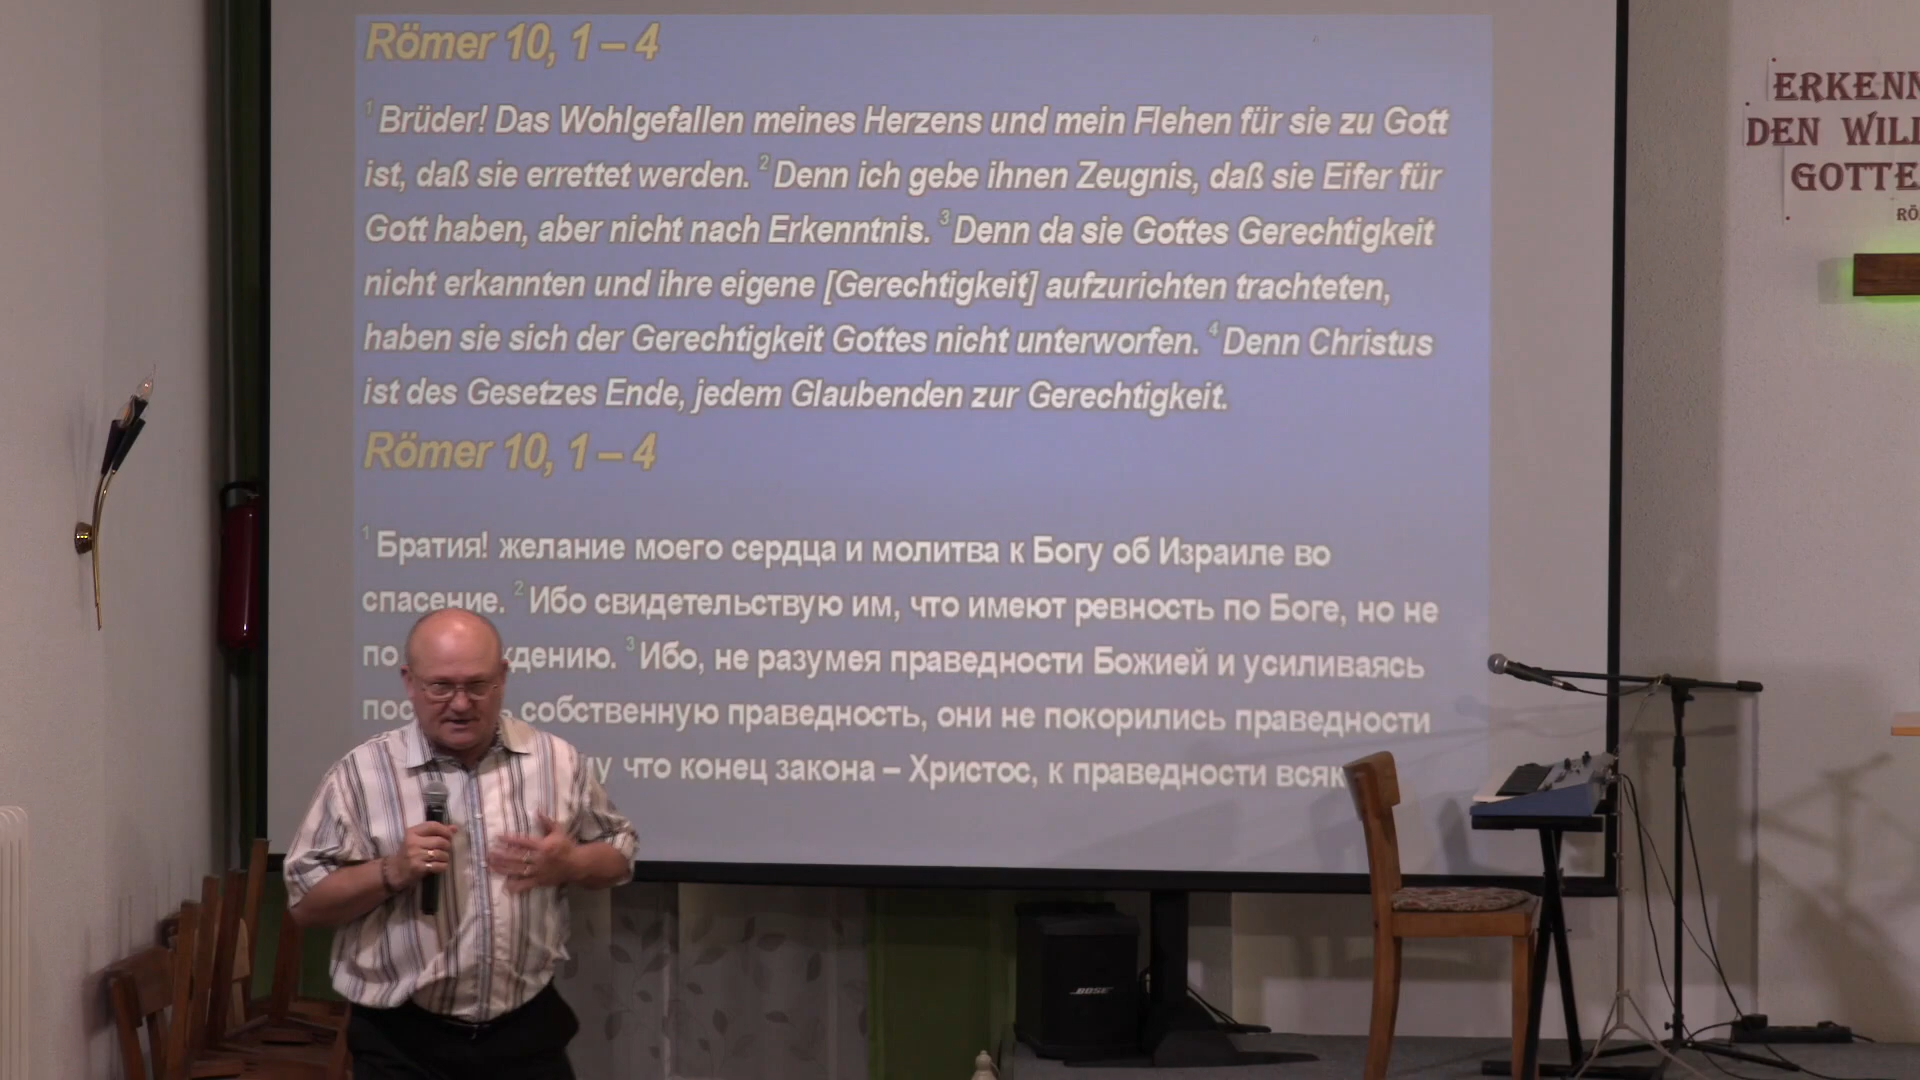 Römer 10, 1 – 4
1 Brüder! Das Wohlgefallen meines Herzens und mein Flehen für sie zu Gott
ist, daß sie errettet werden. 2 Denn ich gebe ihnen Zeugnis, daß sie Eifer für
Gott haben, aber nicht nach Erkenntnis. 3 Denn da sie Gottes Gerechtigkeit
nicht erkannten und ihre eigene [Gerechtigkeit] aufzurichten trachteten,
haben sie sich der Gerechtigkeit Gottes nicht unterworfen. 4 Denn Christus
ist des Gesetzes Ende, jedem Glaubenden zur Gerechtigkeit.
Römer 10, 1 – 4
1 Братия! желание моего сердца и молитва к Богу об Израиле во
спасение. 2 Ибо свидетельствую им, что имеют ревность по Боге, но не
по ждению. 3 Ибо, не разумея праведности Божией и усиливаясь
собственную праведность, они не покорились праведности
что конец закона – Христос, к праведности всяк
ERKENN
DEN WILL
GOTTE
RÖ
BOSE